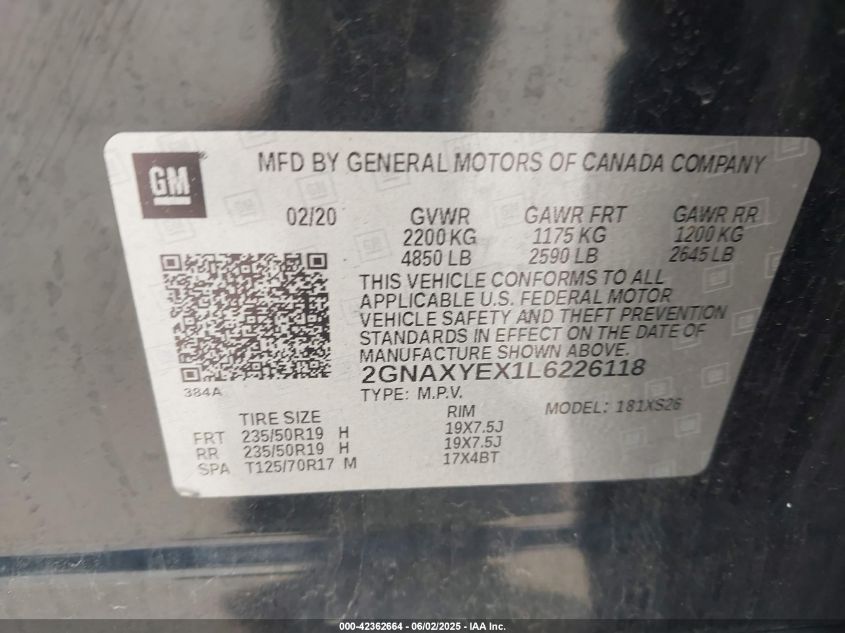 GM
MFD BY GENERAL MOTORS OF CANADA COMPANY
02/20 GVWR GAWR FRT GAWR RR
2200 KG 1175 KG 1200 KG
4850 LB 2590 LB 2645 LB
THIS VEHICLE CONFORMS TO ALL
APPLICABLE U.S. FEDERAL MOTOR
VEHICLE SAFETY AND THEFT PREVENTION
STANDARDS IN EFFECT ON THE DATE OF
MANUFACTURE SHOWN ABOVE.
384A
2GNAXYEX1L6226118
TYPE: M.P.V. MODEL: 181XS26
TIRE SIZE RIM
FRT 235/50R19 H 19X7.5J
RR 235/50R19 H 19X7.5J
SPA T125/70R17 M 17X4BT
000-42362664 - 06/02/2025 - IAA Inc.